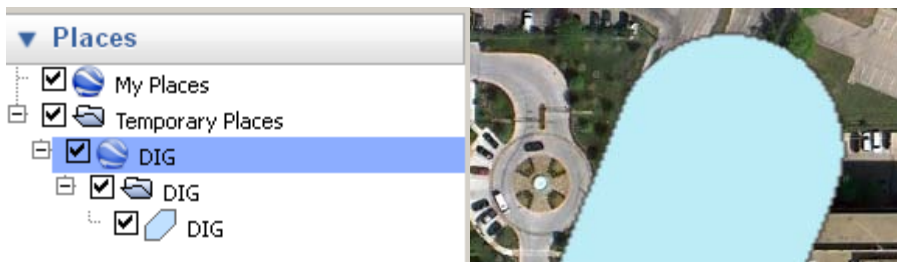 Places
My Places
Temporary Places
DIG
DIG
DIG